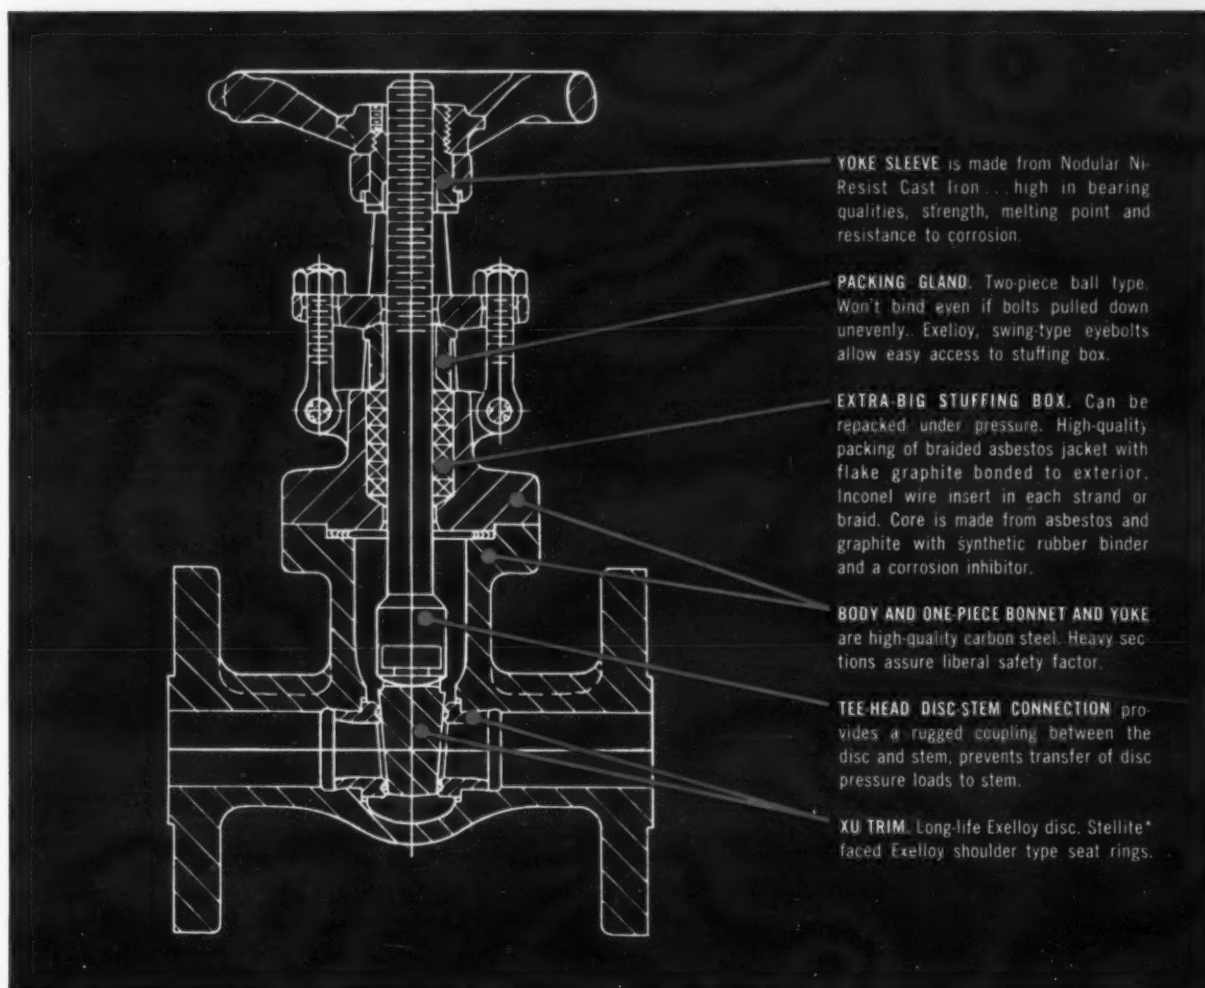 YOKE SLEEVE is made from Nodular Ni-
Resist Cast Iron . . . high in bearing
qualities, strength, melting point and
resistance to corrosion.
PACKING GLAND. Two-piece ball type.
Won't bind even if bolts pulled down
unevenly. Exelloy, swing-type eyebolts
allow easy access to stuffing box.
EXTRA-BIG STUFFING BOX. Can be
repacked under pressure. High-quality
packing of braided asbestos jacket with
flake graphite bonded to exterior.
Inconel wire insert in each strand or
braid. Core is made from asbestos and
graphite with synthetic rubber binder
and a corrosion inhibitor.
BODY AND ONE-PIECE BONNET AND YOKE
are high-quality carbon steel. Heavy sec-
tions assure liberal safety factor.
TEE-HEAD DISC-STEM CONNECTION pro-
vides a rugged coupling between the
disc and stem, prevents transfer of disc
pressure loads to stem.
XU TRIM. Long-life Exelloy disc. Stellite*
faced Exelloy shoulder type seat rings.